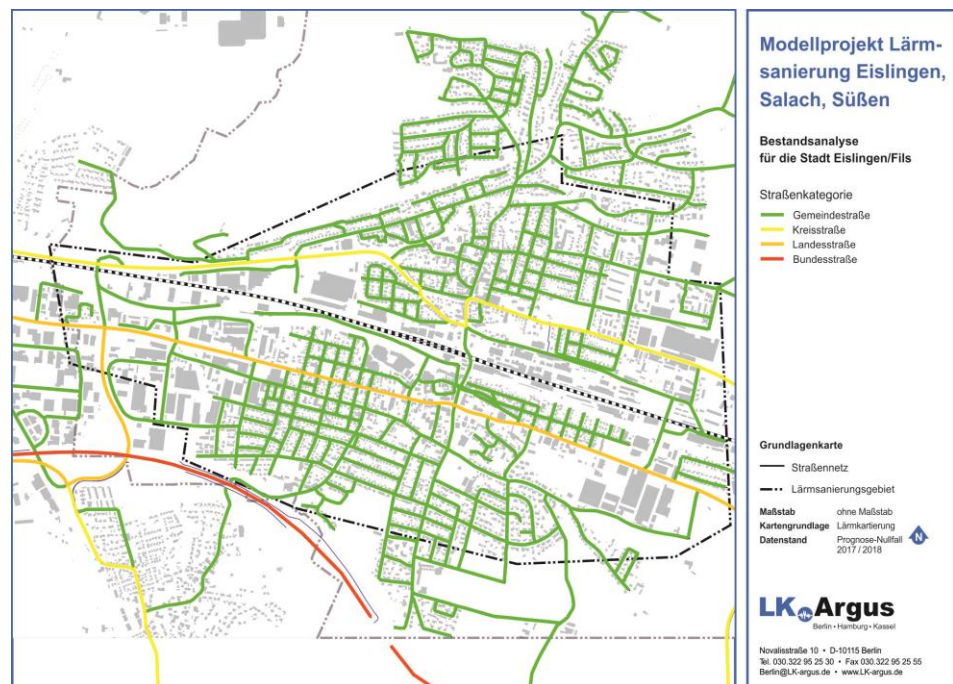 Modellprojekt Lärm-
sanierung Eislingen,
Salach, Süßen
Bestandsanalyse
für die Stadt Eislingen/Fils
Straßenkategorie
Gemeindestraße
Kreisstraße
Landesstraße
Bundesstraße
Grundlagenkarte
Straßennetz
Lärmsanierungsgebiet
Maßstab ohne Maßstab
Kartengrundlage Lärmkartierung
Datenstand Prognose-Nullfall
2017 / 2018
N
LK Argus
Berlin • Hamburg • Kassel
Novalisstraße 10 • D-10115 Berlin
Tel. 030.322 95 25 30 • Fax 030.322 95 25 55
Berlin@LK-argus.de • www.LK-argus.de